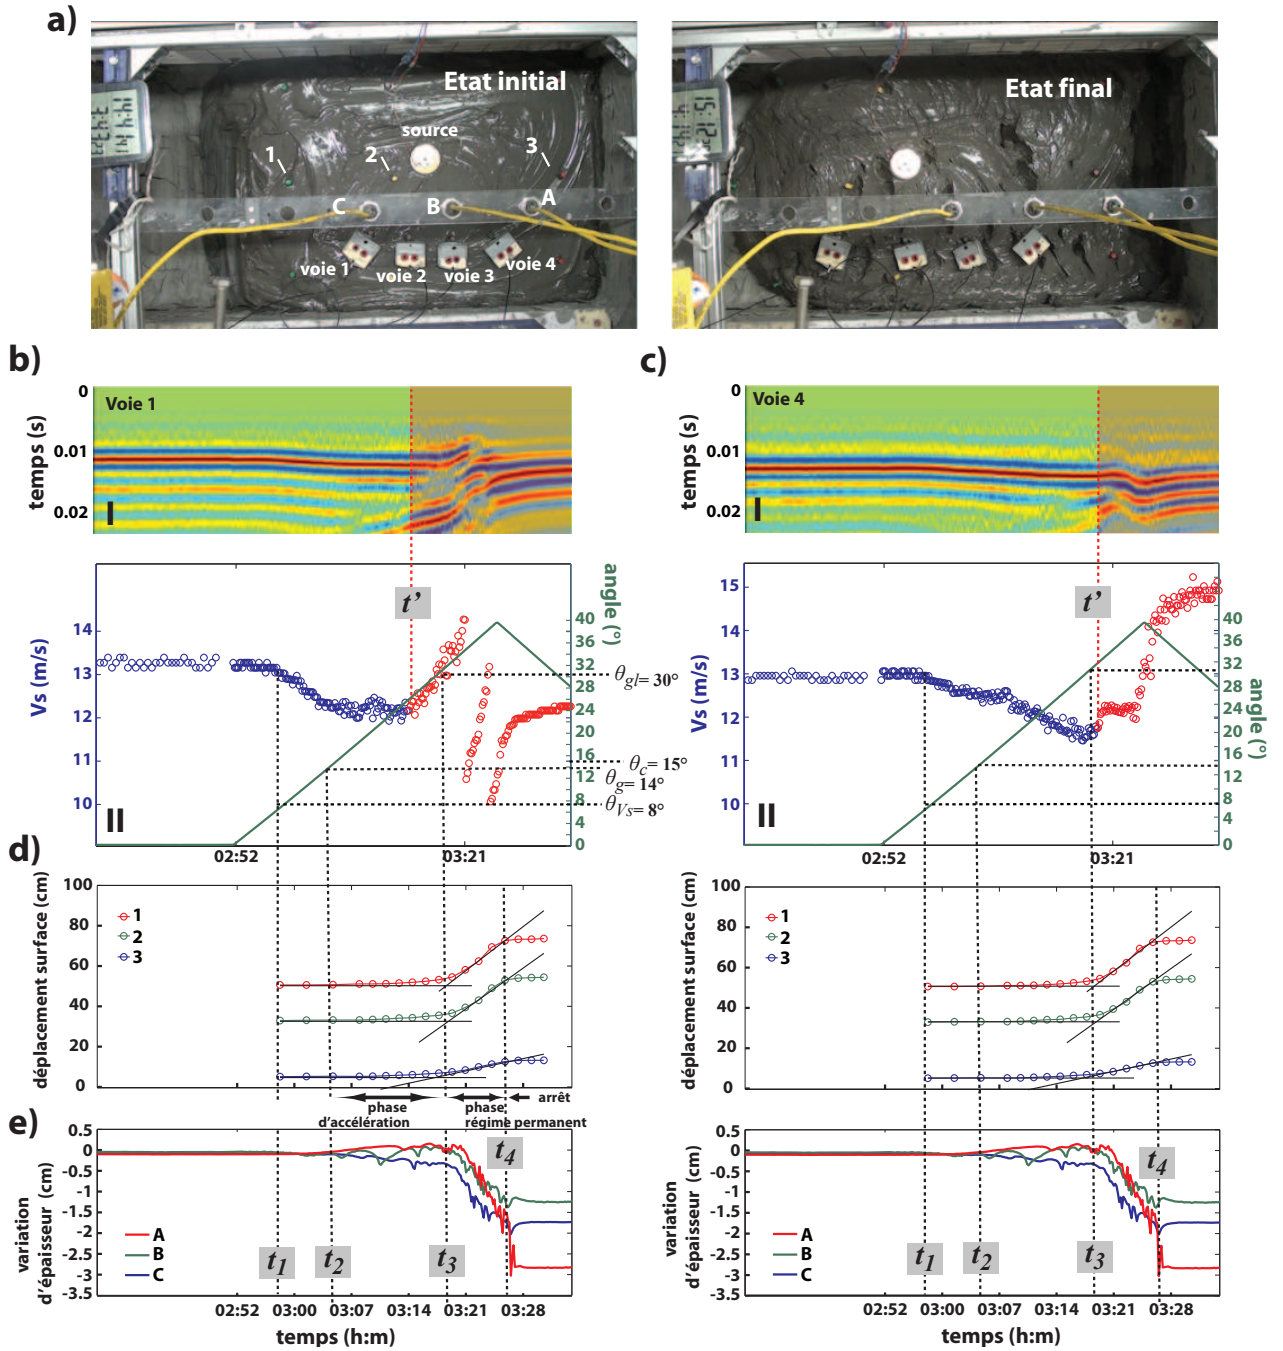 a)
Etat initial
source
1
2
3
C
B
A
voie 1
voie 2
voie 3
voie 4
Etat final
b)
Voie 1
0
0.01
0.02
temps (s)
I
t’
Vs (m/s)
14
13
12
11
10
angle (°)
40
36
32
28
24
20
16
12
8
4
0
θgl= 30°
θc= 15°
θg= 14°
θVs= 8°
II
02:52
03:21
c)
Voie 4
0
0.01
0.02
temps (s)
I
t’
Vs (m/s)
15
14
13
12
11
10
angle (°)
40
36
32
28
24
20
16
12
8
4
0
II
02:52
03:21
d)
déplacement surface (cm)
100
80
60
40
20
0
1
2
3
phase
d’accélération
phase
régime permanent
arrêt
déplacement surface (cm)
100
80
60
40
20
0
1
2
3
e)
variation
d’épaisseur (cm)
0.5
0
-0.5
-1
-1.5
-2
-2.5
-3
-3.5
A
B
C
t1
t2
t3
t4
02:52
03:00
03:07
03:14
03:21
03:28
temps (h:m)
variation
d’épaisseur (cm)
0.5
0
-0.5
-1
-1.5
-2
-2.5
-3
-3.5
A
B
C
t1
t2
t3
t4
02:52
03:00
03:07
03:14
03:21
03:28
temps (h:m)